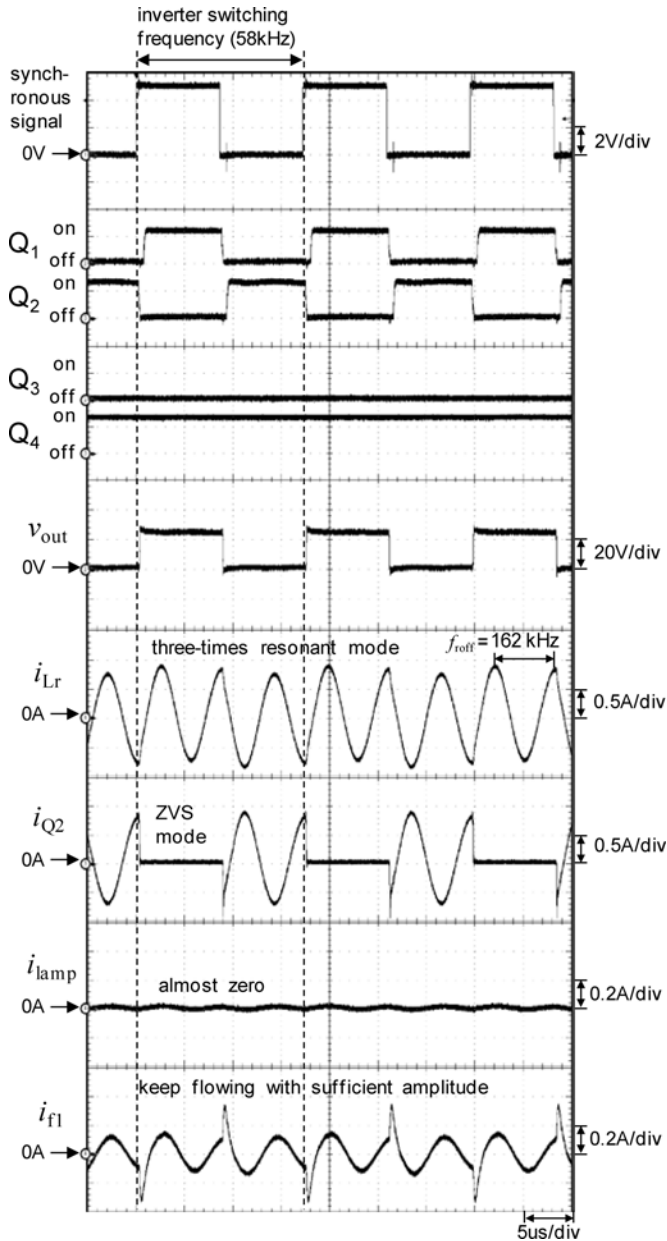 inverter switching
frequency (58kHz)
synch-
ronous
signal
0V
2V/div
Q1
on
off
Q2
on
off
Q3
on
off
Q4
on
off
vout
0V
20V/div
three-times resonant mode
froff = 162 kHz
iLr
0A
0.5A/div
iQ2
ZVS
mode
0A
0.5A/div
ilamp
almost zero
0A
0.2A/div
keep flowing with sufficient amplitude
if1
0A
0.2A/div
5us/div